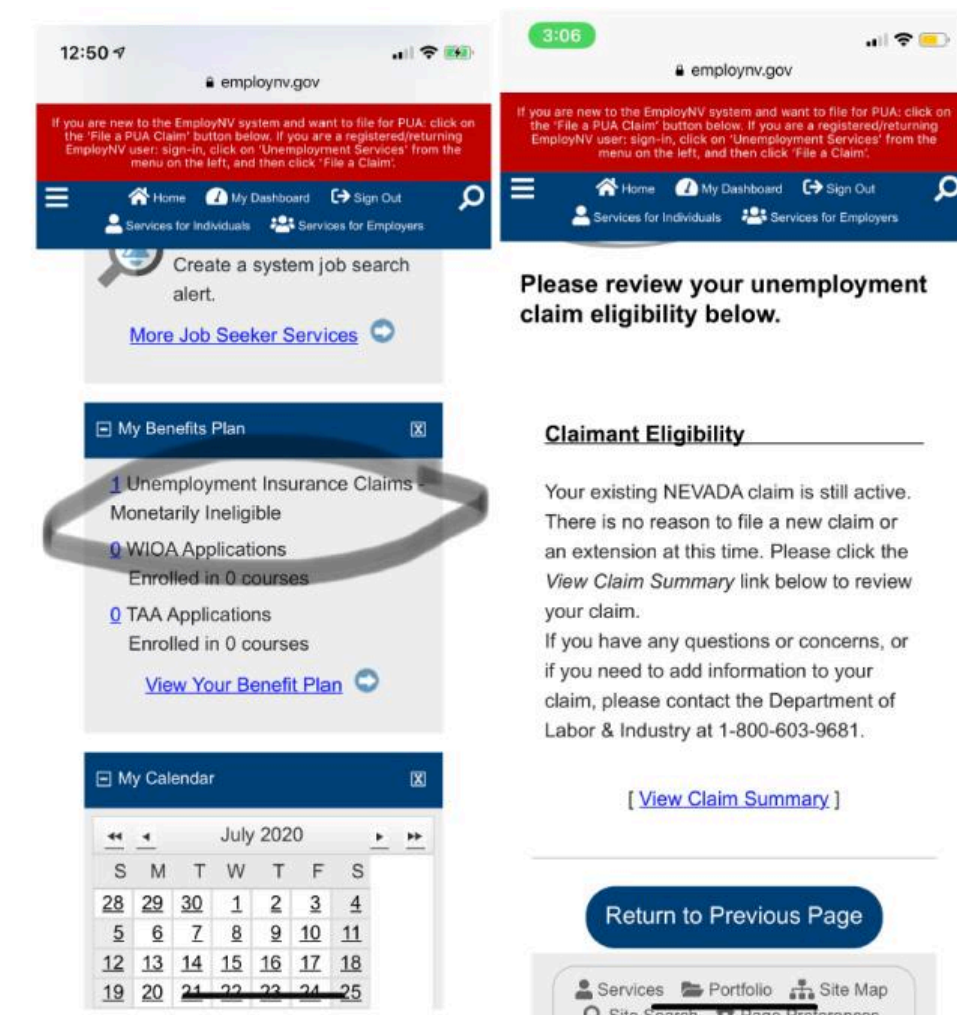 12:50
employnv.gov
If you are new to the EmployNV system and want to file for PUA: click on
the 'File a PUA Claim' button below. If you are a registered/returning
EmployNV user: sign-in, click on 'Unemployment Services' from the
menu on the left, and then click 'File a Claim'.
Home My Dashboard Sign Out
Services for Individuals Services for Employers
Create a system job search
alert.
More Job Seeker Services
My Benefits Plan
1 Unemployment Insurance Claims -
Monetarily Ineligible
0 WIOA Applications
Enrolled in 0 courses
0 TAA Applications
Enrolled in 0 courses
View Your Benefit Plan
My Calendar
July 2020
S M T W T F S
28 29 30 1 2 3 4
5 6 7 8 9 10 11
12 13 14 15 16 17 18
19 20 21 22 23 24 25
3:06
employnv.gov
If you are new to the EmployNV system and want to file for PUA: click on
the 'File a PUA Claim' button below. If you are a registered/returning
EmployNV user: sign-in, click on 'Unemployment Services' from the
menu on the left, and then click 'File a Claim'.
Home My Dashboard Sign Out
Services for Individuals Services for Employers
Please review your unemployment
claim eligibility below.
Claimant Eligibility
Your existing NEVADA claim is still active.
There is no reason to file a new claim or
an extension at this time. Please click the
View Claim Summary link below to review
your claim.
If you have any questions or concerns, or
if you need to add information to your
claim, please contact the Department of
Labor & Industry at 1-800-603-9681.
[ View Claim Summary ]
Return to Previous Page
Services Portfolio Site Map
Site Search Page Preferences